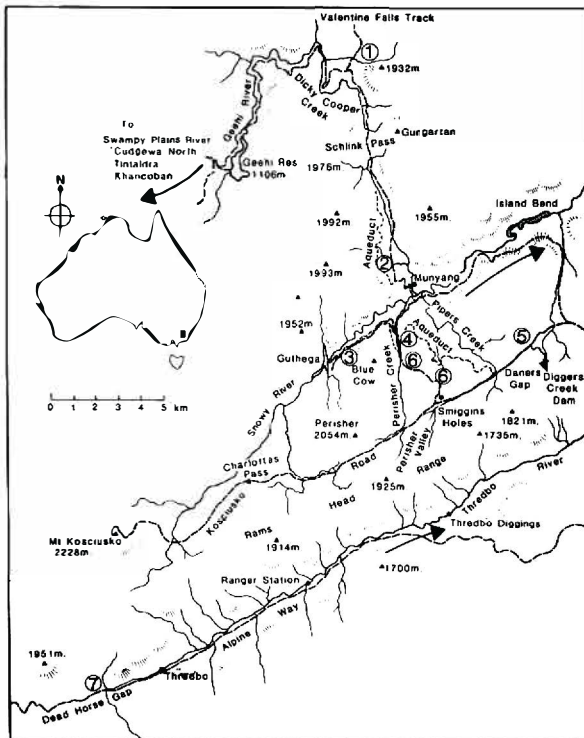 Valentine Falls Track
1
1932m
Dicky Cooper
Creek
Geehi River
Schlink Pass
Gungartan
To
Swampy Plains River
Cudgewa North
Tintaldra
Khancoban
Geehi Res
1106m
1976m
N
Island Bend
1992m
1955m.
Aqueduct
2
Munyang
1993m
Pipers Creek
1952m
4
Aqueduct
5
Guthega
3
Blue
Cow
6
6
Daners
Gap
Diggers
Creek
Dam
0 1 2 3 4 5
km
Snowy River
Perisher Creek
Smiggins
Holes
Perisher
2054m.
Perisher
Valley
1821m
1735m
Charlottes
Pass
Kosciusko Road
1925m
Range
Thredbo River
Mt Kosciusko
2228m
Rams Head
1914m
Thredbo Diggings
Ranger Station
1700m.
Alpine Way
1951m.
7
Thredbo
Dead Horse Gap